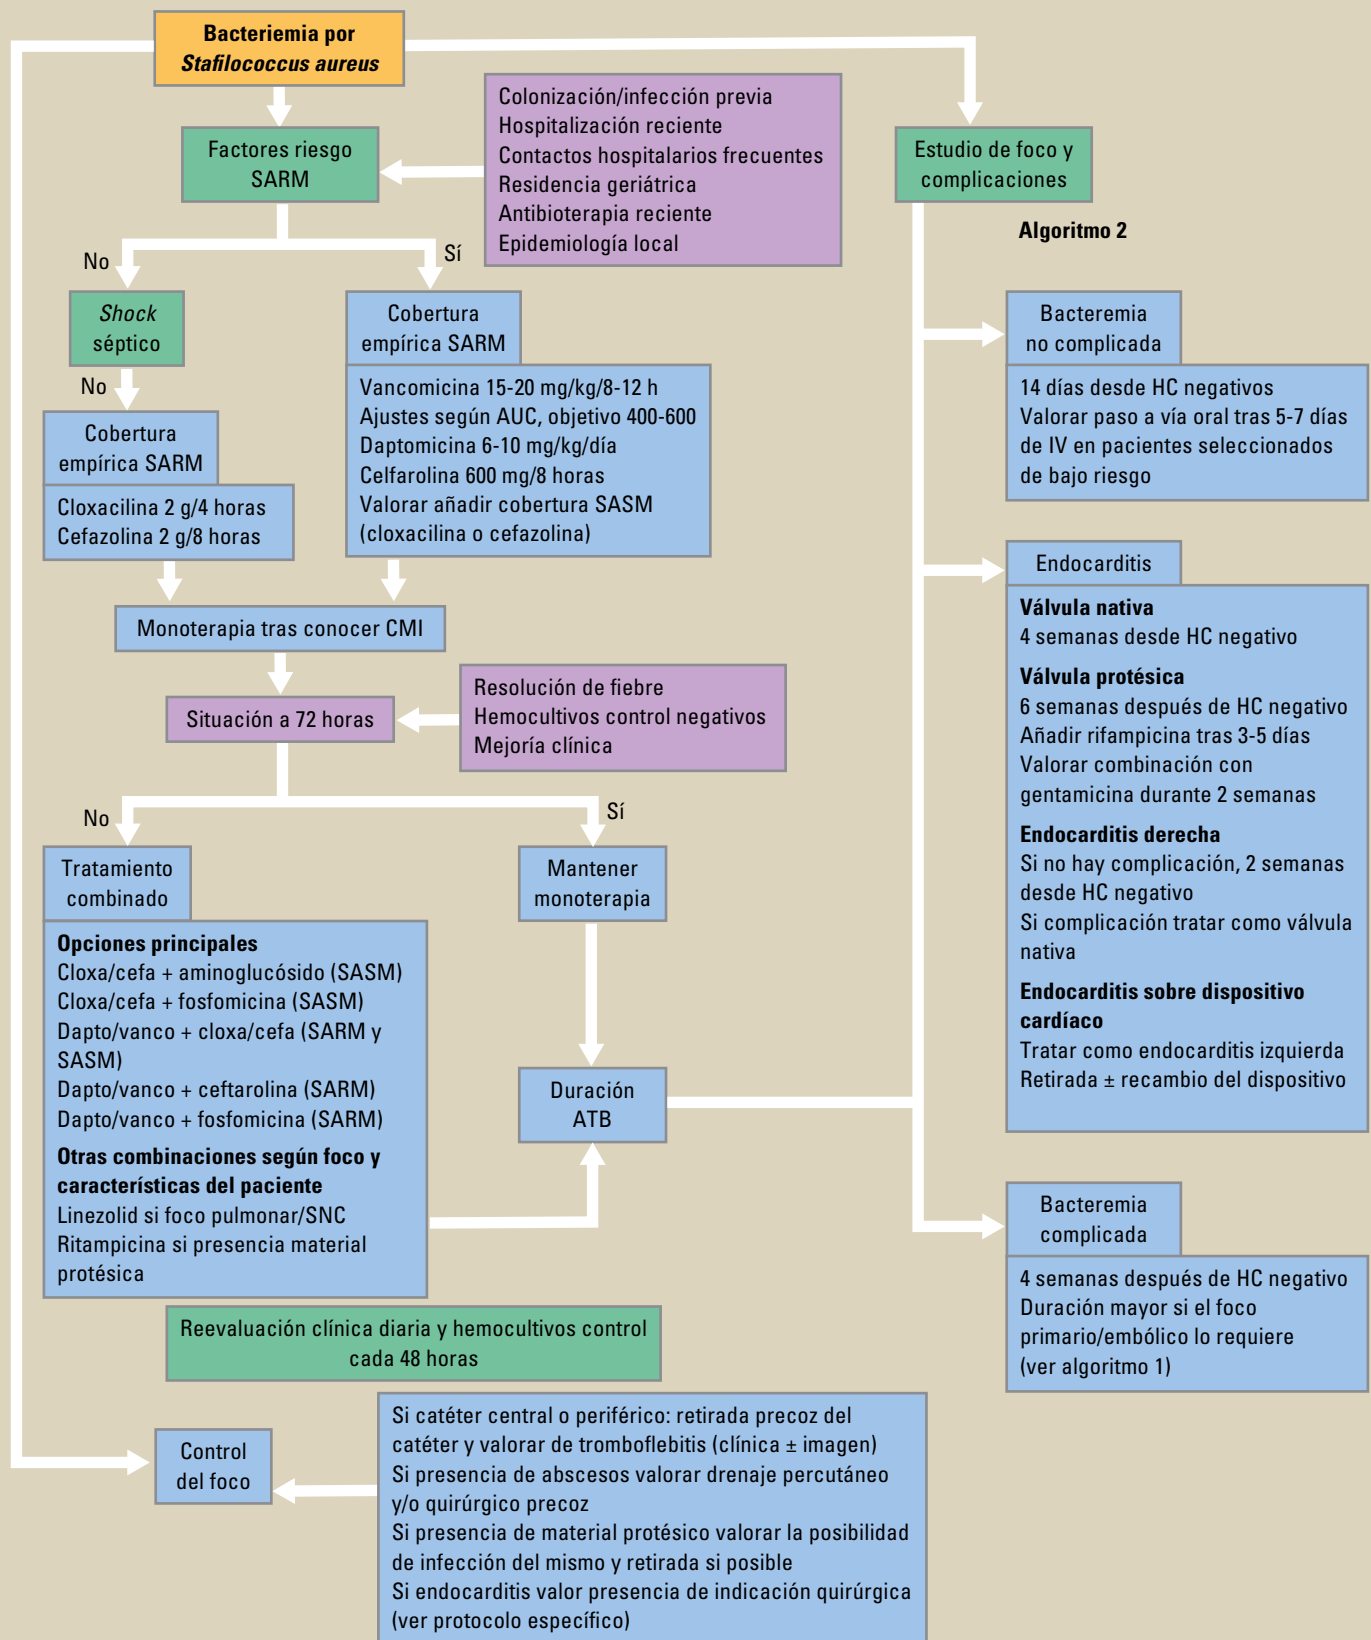 Bacteriemia por
Stafilococcus aureus
Colonización/infección previa
Hospitalización reciente
Contactos hospitalarios frecuentes
Residencia geriátrica
Antibioterapia reciente
Epidemiología local
Factores riesgo
SARM
Estudio de foco y
complicaciones
Algoritmo 2
No
Sí
Shock
séptico
No
Cobertura
empírica SARM
Cloxacilina 2 g/4 horas
Cefazolina 2 g/8 horas
Cobertura
empírica SARM
Vancomicina 15-20 mg/kg/8-12 h
Ajustes según AUC, objetivo 400-600
Daptomicina 6-10 mg/kg/día
Celfarolina 600 mg/8 horas
Valorar añadir cobertura SASM
(cloxacilina o cefazolina)
Monoterapia tras conocer CMI
Situación a 72 horas
Resolución de fiebre
Hemocultivos control negativos
Mejoría clínica
No
Sí
Tratamiento
combinado
Opciones principales
Cloxa/cefa + aminoglucósido (SASM)
Cloxa/cefa + fosfomicina (SASM)
Dapto/vanco + cloxa/cefa (SARM y
SASM)
Dapto/vanco + ceftarolina (SARM)
Dapto/vanco + fosfomicina (SARM)
Otras combinaciones según foco y
características del paciente
Linezolid si foco pulmonar/SNC
Ritampicina si presencia material
protésica
Mantener
monoterapia
Duración
ATB
Bacteremia
no complicada
14 días desde HC negativos
Valorar paso a vía oral tras 5-7 días
de IV en pacientes seleccionados
de bajo riesgo
Endocarditis
Válvula nativa
4 semanas desde HC negativo
Válvula protésica
6 semanas después de HC negativo
Añadir rifampicina tras 3-5 días
Valorar combinación con
gentamicina durante 2 semanas
Endocarditis derecha
Si no hay complicación, 2 semanas
desde HC negativo
Si complicación tratar como válvula
nativa
Endocarditis sobre dispositivo
cardíaco
Tratar como endocarditis izquierda
Retirada ± recambio del dispositivo
Bacteremia
complicada
4 semanas después de HC negativo
Duración mayor si el foco
primario/embólico lo requiere
(ver algoritmo 1)
Reevaluación clínica diaria y hemocultivos control
cada 48 horas
Control
del foco
Si catéter central o periférico: retirada precoz del
catéter y valorar de tromboflebitis (clínica ± imagen)
Si presencia de abscesos valorar drenaje percutáneo
y/o quirúrgico precoz
Si presencia de material protésico valorar la posibilidad
de infección del mismo y retirada si posible
Si endocarditis valor presencia de indicación quirúrgica
(ver protocolo específico)